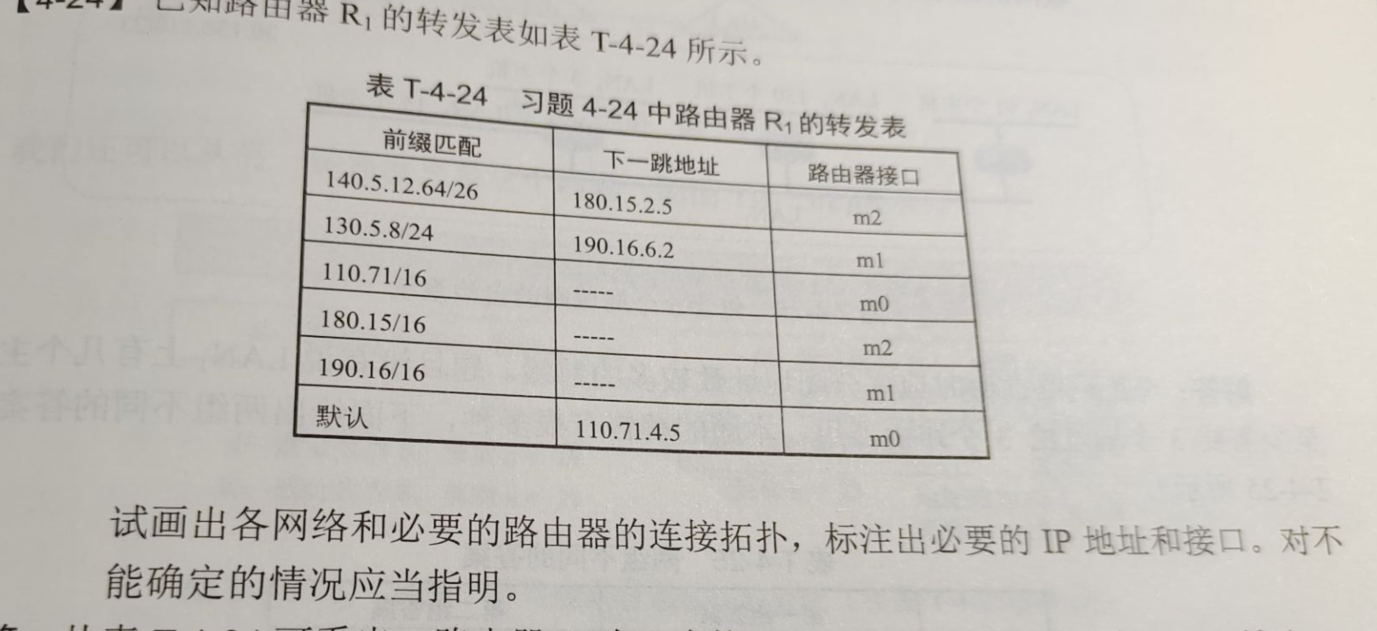 【4-24】 已知路由器 R₁ 的转发表如表 T-4-24 所示。
表 T-4-24 习题 4-24 中路由器 R₁ 的转发表
前缀匹配 下一跳地址 路由器接口
140.5.12.64/26 180.15.2.5 m2
130.5.8/24 190.16.6.2 m1
110.71/16 ----- m0
180.15/16 ----- m2
190.16/16 ----- m1
默认 110.71.4.5 m0
试画出各网络和必要的路由器的连接拓扑，标注出必要的 IP 地址和接口。对不
能确定的情况应当指明。